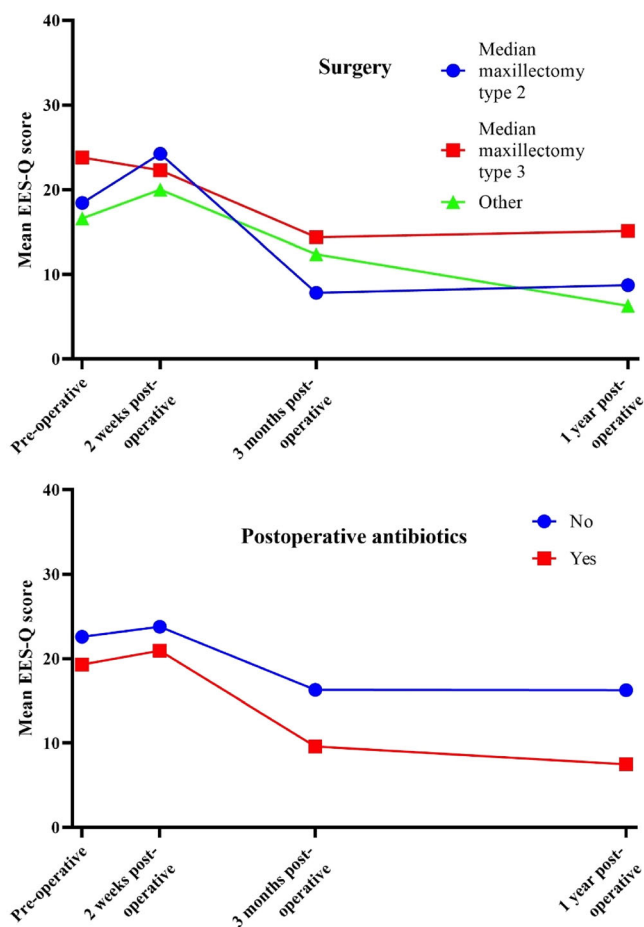 40
30
20
10
0
Mean EES-Q score
Surgery
Median
maxillectomy
type 2
Median
maxillectomy
type 3
Other
Pre-operative
2 weeks post-
operative
3 months post-
operative
1 year post-
operative
40
30
20
10
0
Mean EES-Q score
Postoperative antibiotics
No
Yes
Pre-operative
2 weeks post-
operative
3 months post-
operative
1 year post-
operative